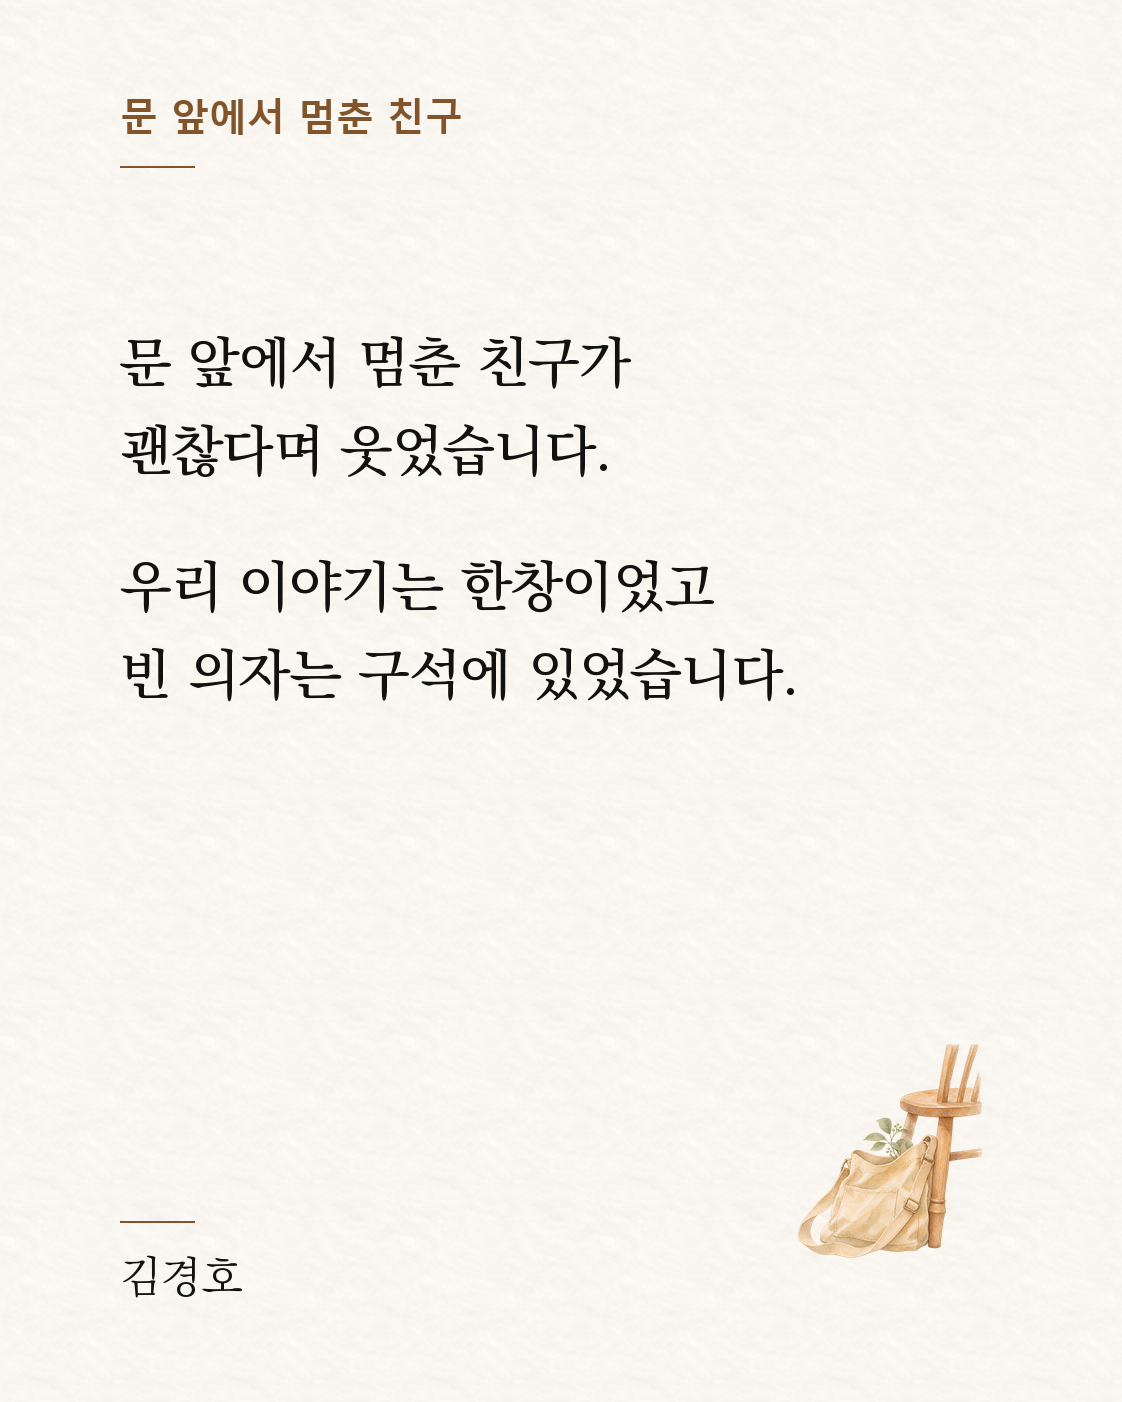 문 앞에서 멈춘 친구
문 앞에서 멈춘 친구가
괜찮다며 웃었습니다.
우리 이야기는 한창이었고
빈 의자는 구석에 있었습니다.
김경호